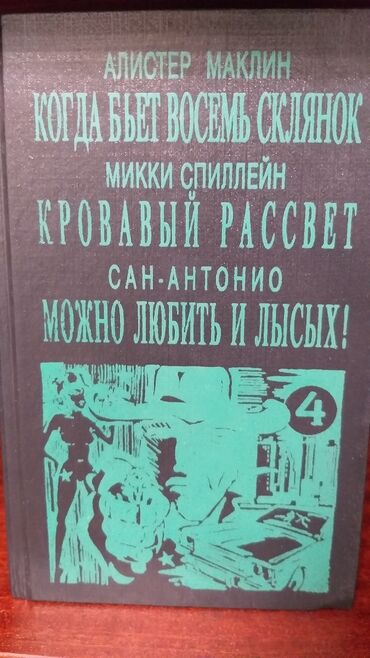 АЛИСТЕР МАКЛИН
КОГДА БЬЕТ ВОСЕМЬ СКЛЯНОК
МИККИ СПИЛЛЕЙН
КРОВАВЫЙ РАССВЕТ
САН-АНТОНИО
МОЖНО ЛЮБИТЬ И ЛЫСЫХ!
4